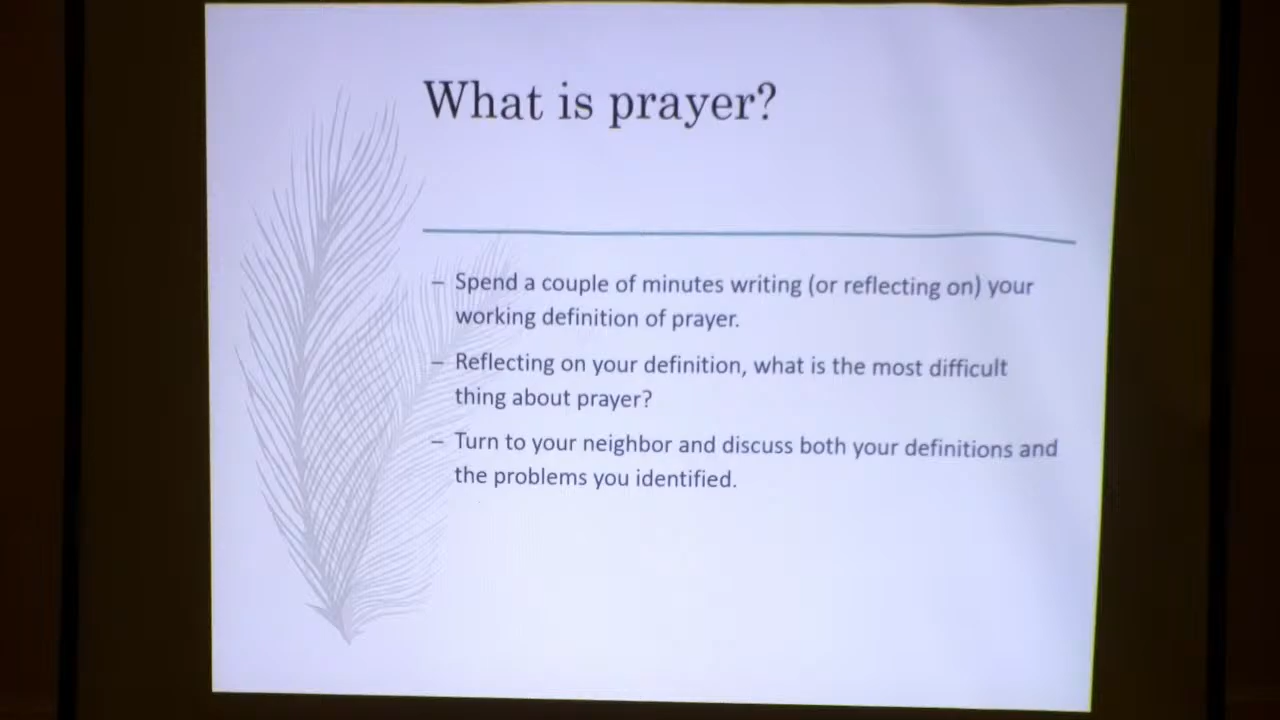 What is prayer?
– Spend a couple of minutes writing (or reflecting on) your
working definition of prayer.
– Reflecting on your definition, what is the most difficult
thing about prayer?
– Turn to your neighbor and discuss both your definitions and
the problems you identified.